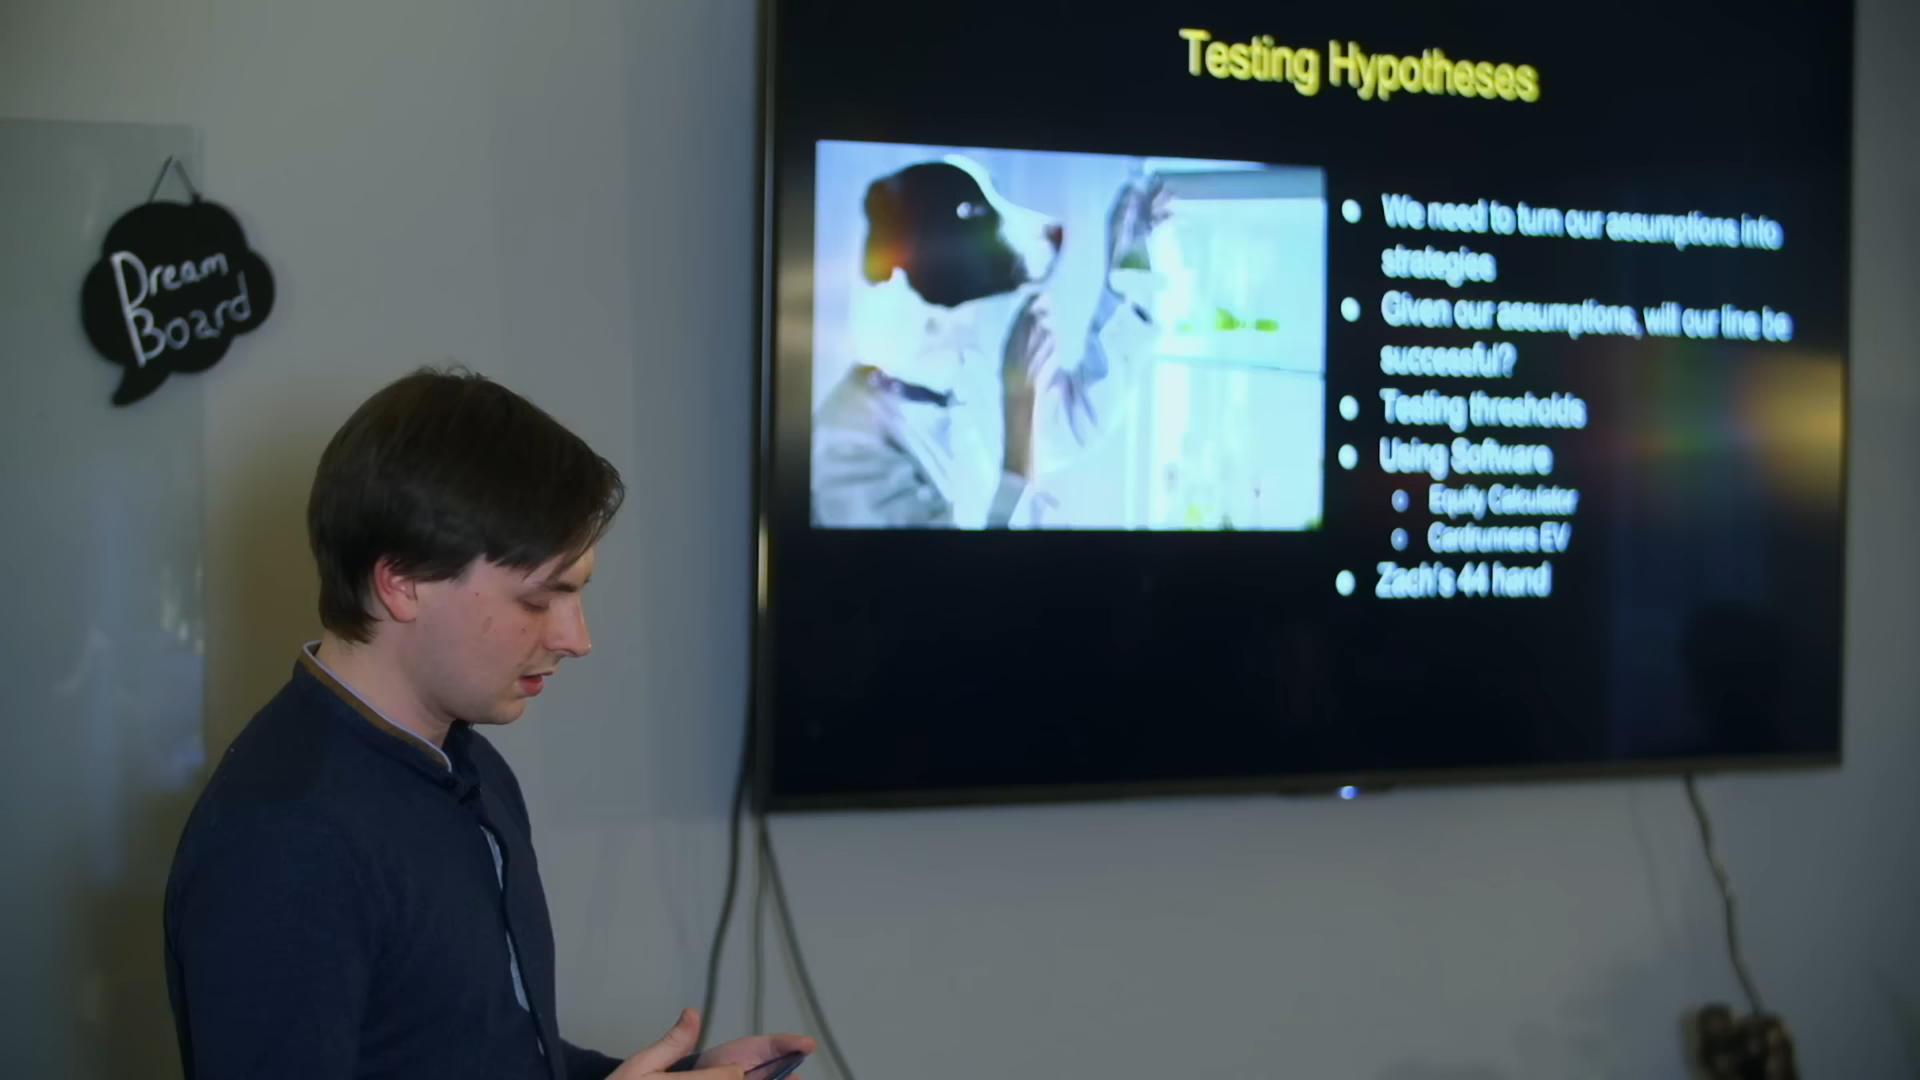 Dream
Board
Testing Hypotheses
We need to turn our assumptions into
strategies
Given our assumptions, will our line be
successful?
Testing thresholds
Using Software
Equity Calculator
Cardrunners EV
Zach's 44 hand